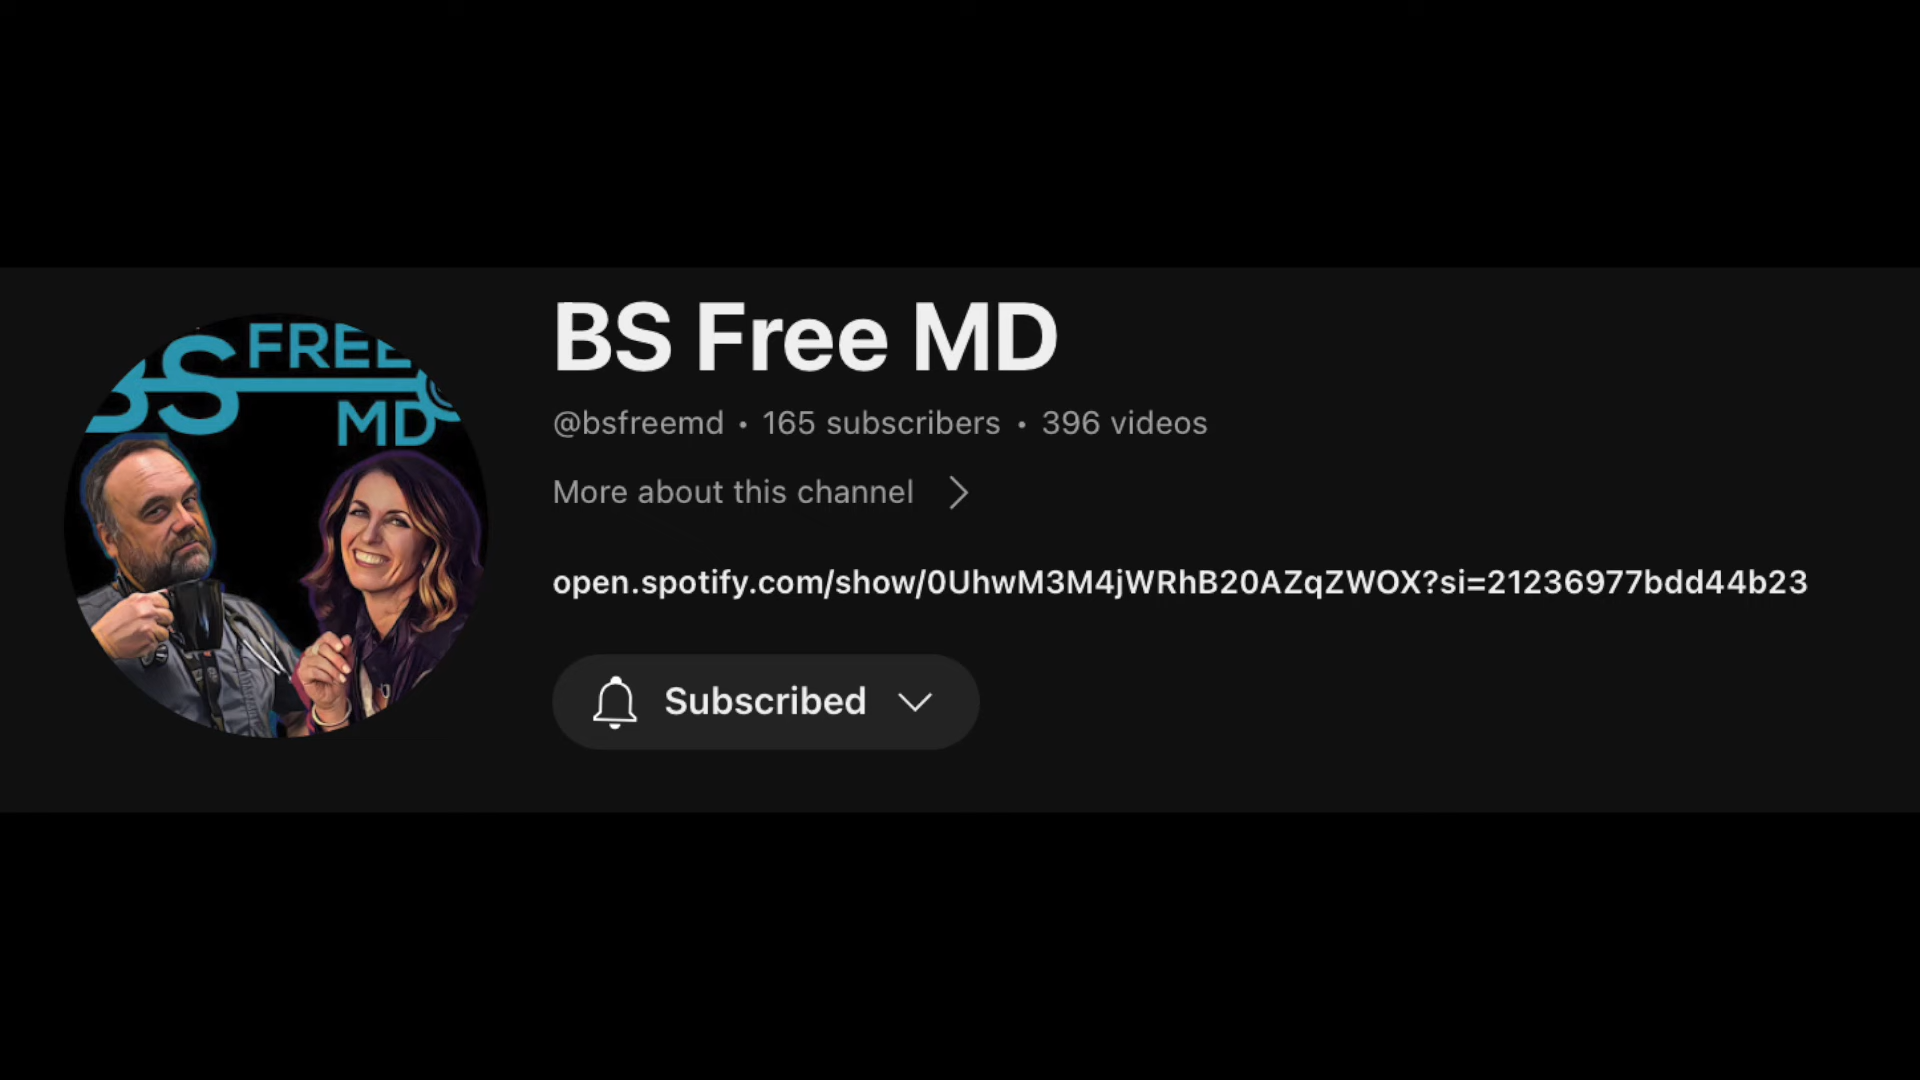 BS FREE
MD
BS Free MD
@bsfreemd • 165 subscribers • 396 videos
More about this channel
open.spotify.com/show/0UhwM3M4jWRhB20AZqZWOX?si=21236977bdd44b23
Subscribed